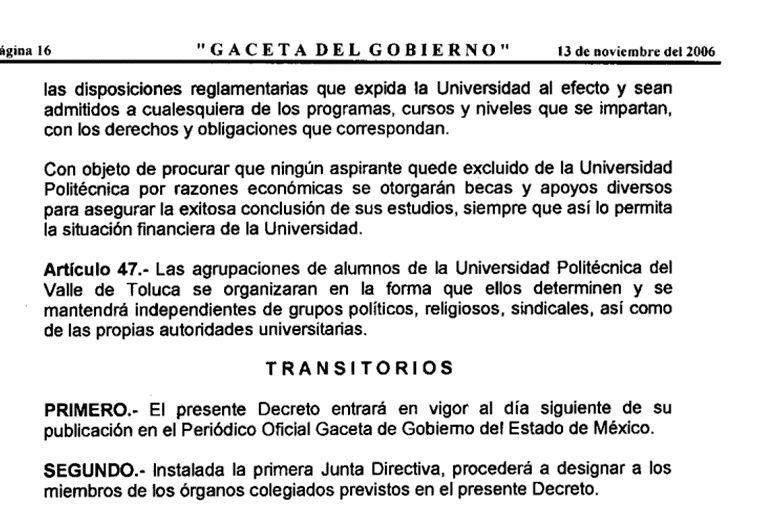 ágina 16 "GACETA DEL GOBIERNO" 13 de noviembre del 2006
las disposiciones reglamentarias que expida la Universidad al efecto y sean
admitidos a cualesquiera de los programas, cursos y niveles que se impartan,
con los derechos y obligaciones que correspondan.
Con objeto de procurar que ningún aspirante quede excluido de la Universidad
Politécnica por razones económicas se otorgarán becas y apoyos diversos
para asegurar la exitosa conclusión de sus estudios, siempre que así lo permita
la situación financiera de la Universidad.
Artículo 47.- Las agrupaciones de alumnos de la Universidad Politécnica del
Valle de Toluca se organizaran en la forma que ellos determinen y se
mantendrá independientes de grupos políticos, religiosos, sindicales, así como
de las propias autoridades universitarias.
TRANSITORIOS
PRIMERO.- El presente Decreto entrará en vigor al día siguiente de su
publicación en el Periódico Oficial Gaceta de Gobierno del Estado de México.
SEGUNDO.- Instalada la primera Junta Directiva, procederá a designar a los
miembros de los órganos colegiados previstos en el presente Decreto.